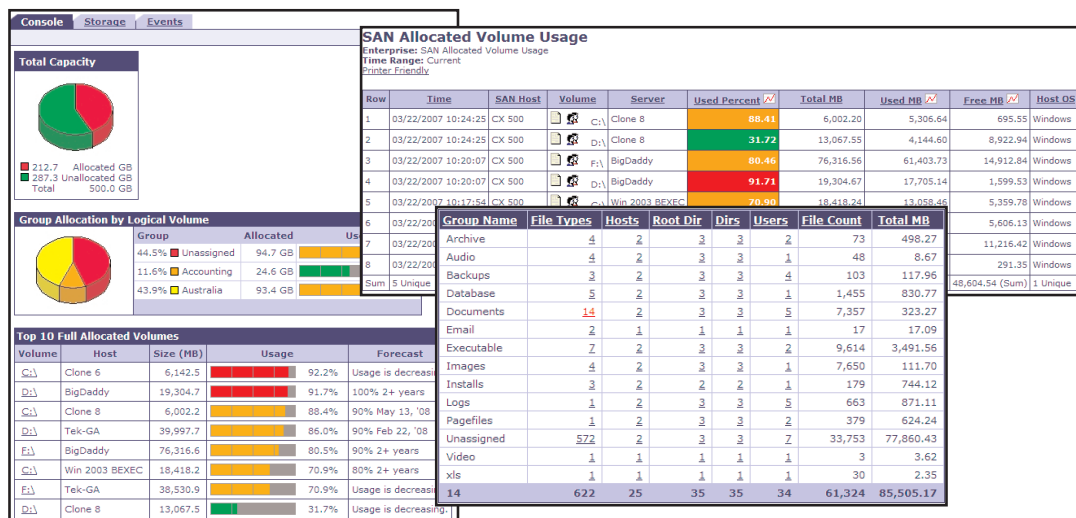 Console Storage Events
Total Capacity
212.7 Allocated GB
287.3 Unallocated GB
Total 500.0 GB
Group Allocation by Logical Volume
Group Allocated
44.5% Unassigned 94.7 GB
11.6% Accounting 24.6 GB
43.9% Australia 93.4 GB
Top 10 Full Allocated Volumes
Volume Host Size (MB) Usage Forecast
C:\ Clone 6 6,142.5 92.2% Usage is decreasing
D:\ BigDaddy 19,304.7 91.7% 100% 2+ years
C:\ Clone 8 6,002.2 88.4% 90% May 13, '08
D:\ Tek-GA 39,997.7 86.0% 90% Feb 22, '08
F:\ BigDaddy 76,316.6 80.5% 90% 2+ years
C:\ Win 2003 BEXEC 18,418.2 70.9% 80% 2+ years
F:\ Tek-GA 38,530.9 70.9% Usage is decreasing
D:\ Clone 8 13,067.5 31.7% Usage is decreasing.
SAN Allocated Volume Usage
Enterprise: SAN Allocated Volume Usage
Time Range: Current
Printer Friendly
Row Time SAN Host Volume Server Used Percent Total MB Used MB Free MB Host OS
1 03/22/2007 10:24:25 CX 500 C:\ Clone 8 88.41 6,002.20 5,306.64 695.55 Windows
2 03/22/2007 10:24:25 CX 500 D:\ Clone 8 31.72 13,067.55 4,144.60 8,922.94 Windows
3 03/22/2007 10:20:07 CX 500 F:\ BigDaddy 80.46 76,316.56 61,403.73 14,912.84 Windows
4 03/22/2007 10:20:07 CX 500 D:\ BigDaddy 91.71 19,304.67 17,705.14 1,599.53 Windows
5 03/22/2007 10:17:54 CX 500 C:\ Win 2003 BEXEC 70.90 18,418.24 13,058.46 5,359.78 Windows
6 03/22/200 5,606.13 Windows
7 03/22/200 11,216.42 Windows
8 03/22/200 291.35 Windows
Sum 5 Unique 48,604.54 (Sum) 1 Unique
Group Name File Types Hosts Root Dir Dirs Users File Count Total MB
Archive 4 2 3 3 2 73 498.27
Audio 4 2 3 3 1 48 8.67
Backups 3 2 3 3 4 103 117.96
Database 5 2 3 3 1 1,455 830.77
Documents 14 2 3 3 5 7,357 323.27
Email 2 1 1 1 1 17 17.09
Executable 7 2 3 3 2 9,614 3,491.56
Images 4 2 3 3 1 7,650 111.70
Installs 3 2 2 2 1 179 744.12
Logs 1 2 3 3 5 663 871.11
Pagefiles 1 2 3 3 2 379 624.24
Unassigned 572 2 3 3 7 33,753 77,860.43
Video 1 1 1 1 1 3 3.62
xls 1 1 1 1 1 30 2.35
14 622 25 35 35 34 61,324 85,505.17